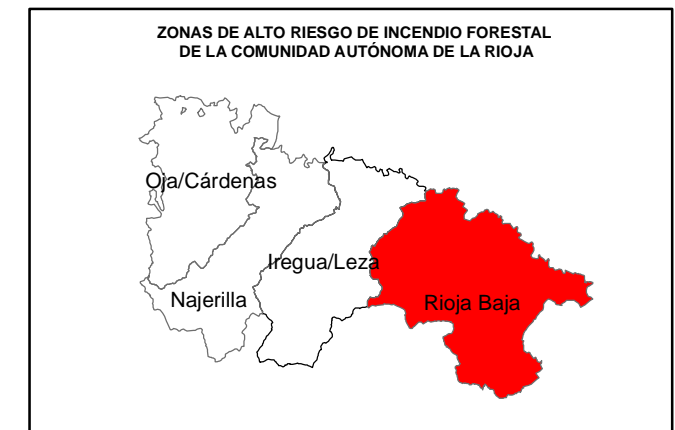 ZONAS DE ALTO RIESGO DE INCENDIO FORESTAL
DE LA COMUNIDAD AUTÓNOMA DE LA RIOJA
Oja/Cárdenas
Iregua/Leza
Najerilla
Rioja Baja